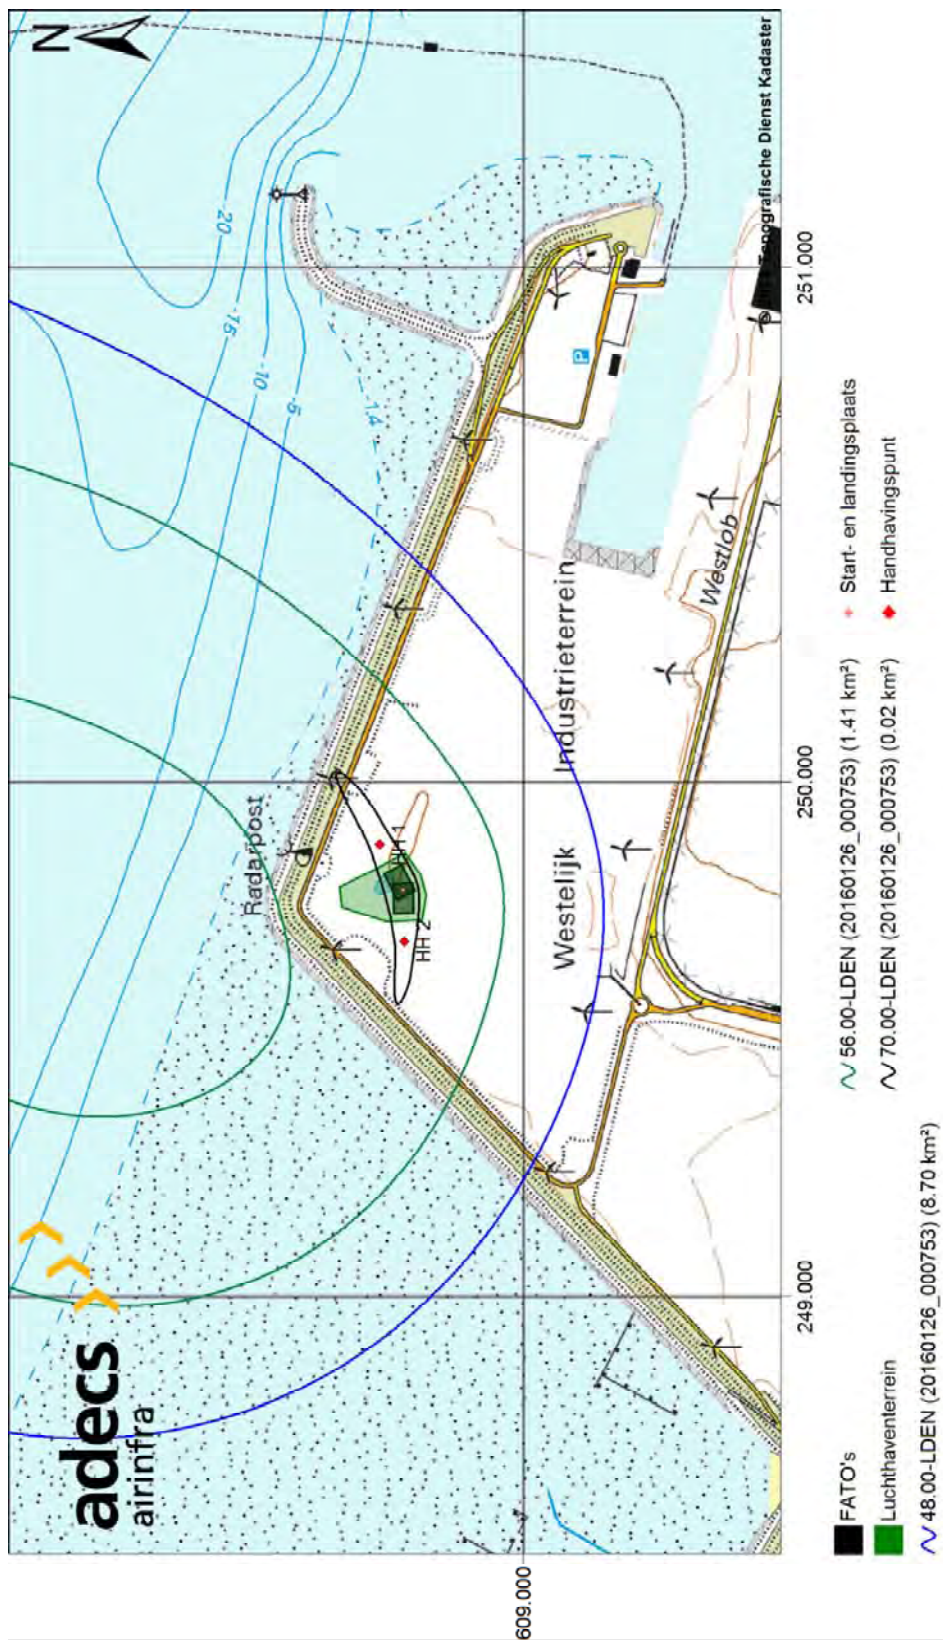 adecs
airinfra
N
20
15
10
5
1.4
Radarpost
HH 1
HH 2
Westelijk Industrieterrein
Westlob
P
Topografische Dienst Kadaster
609.000
249.000
250.000
251.000
FATO's
Luchthaventerrein
48.00-LDEN (20160126_000753) (8.70 km²)
56.00-LDEN (20160126_000753) (1.41 km²)
70.00-LDEN (20160126_000753) (0.02 km²)
Start- en landingsplaats
Handhavingspunt